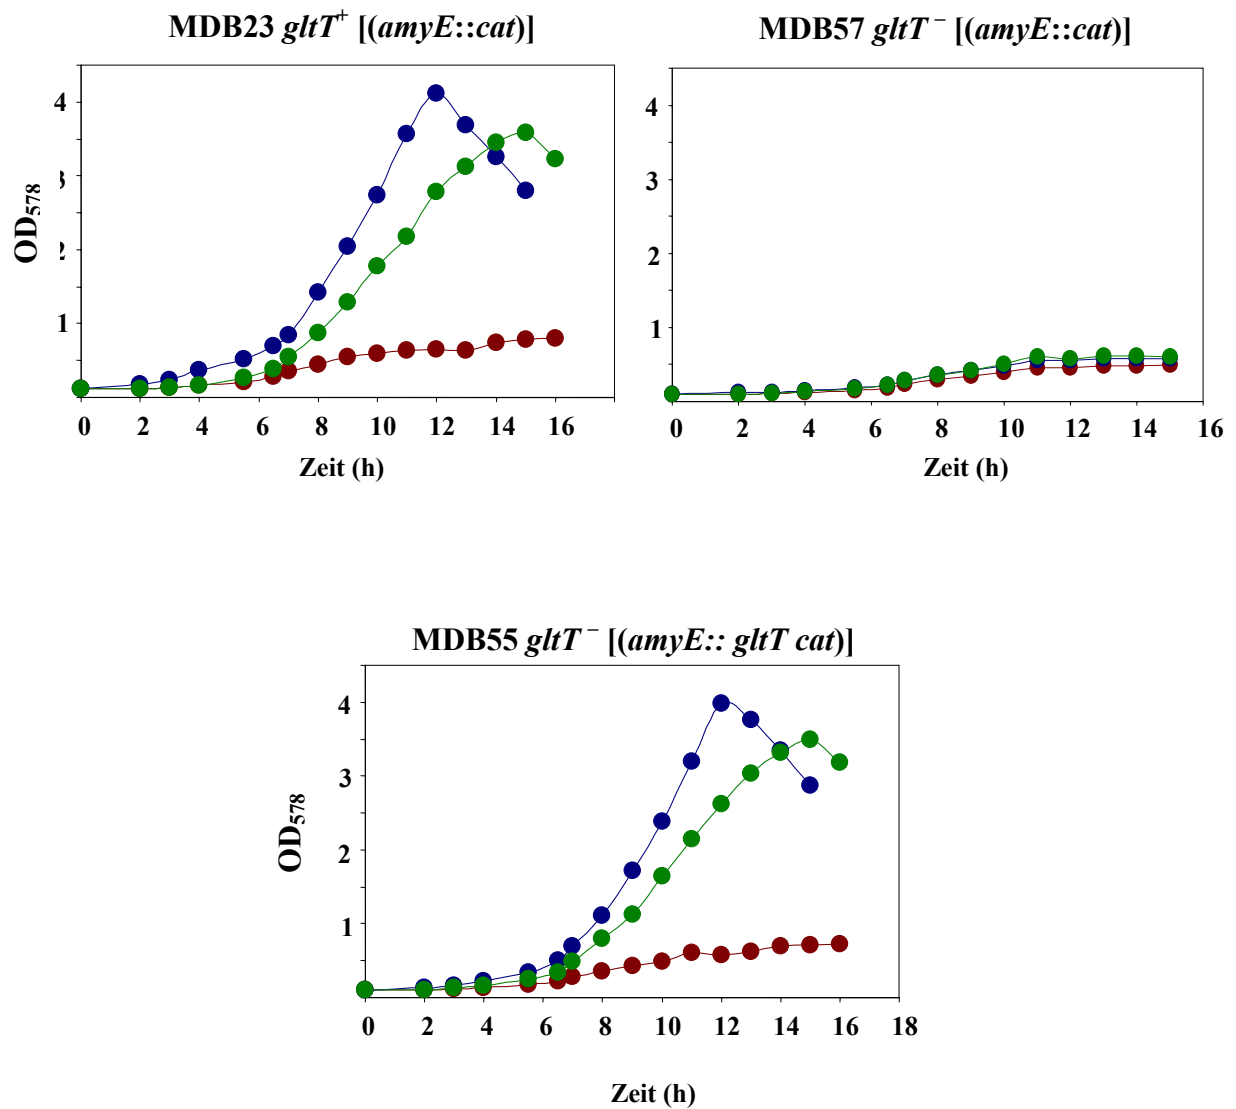 MDB23 gltT+ [(amyE::cat)]
4
3
2
1
OD578
0 2 4 6 8 10 12 14 16
Zeit (h)
MDB57 gltT – [(amyE::cat)]
4
3
2
1
0 2 4 6 8 10 12 14 16
Zeit (h)
MDB55 gltT – [(amyE:: gltT cat)]
4
3
2
1
OD578
0 2 4 6 8 10 12 14 16 18
Zeit (h)